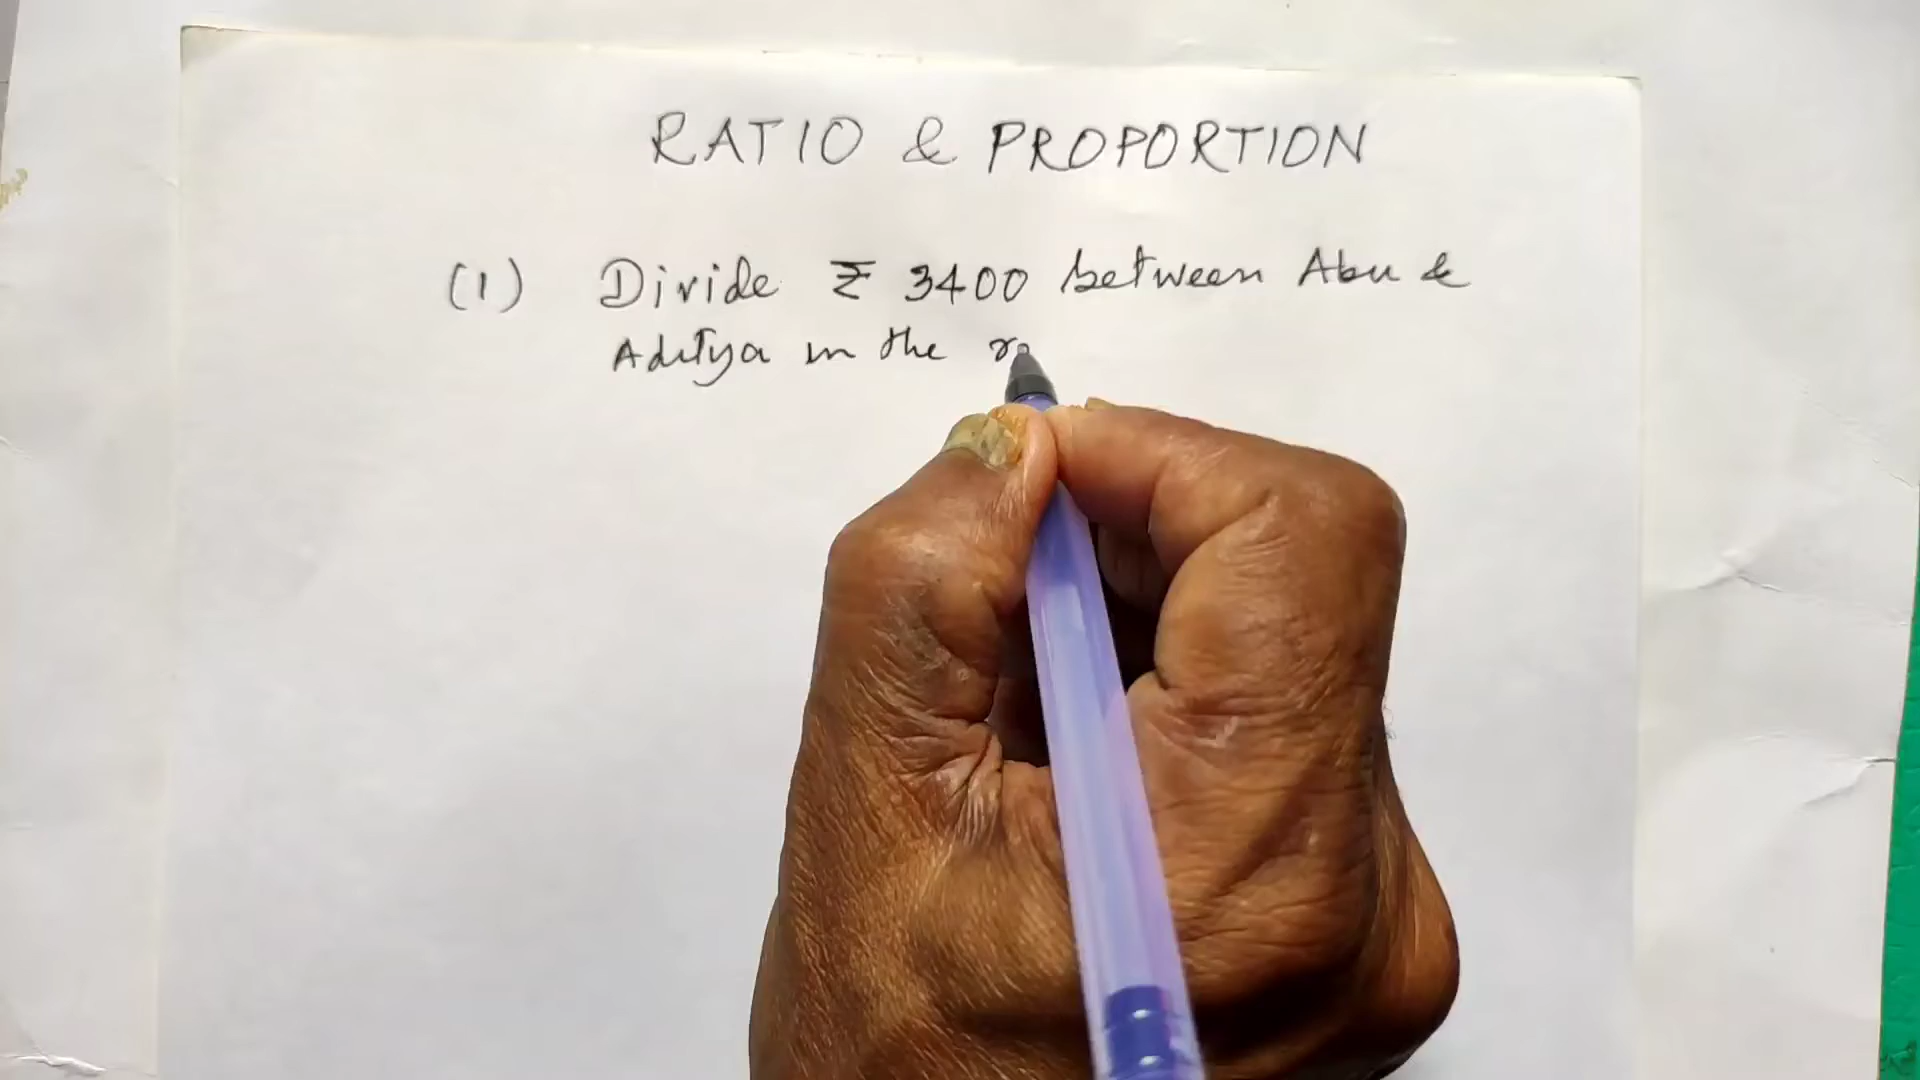 RATIO & PROPORTION
(1) Divide ₹ 3400 between Abu &
Aditya in the